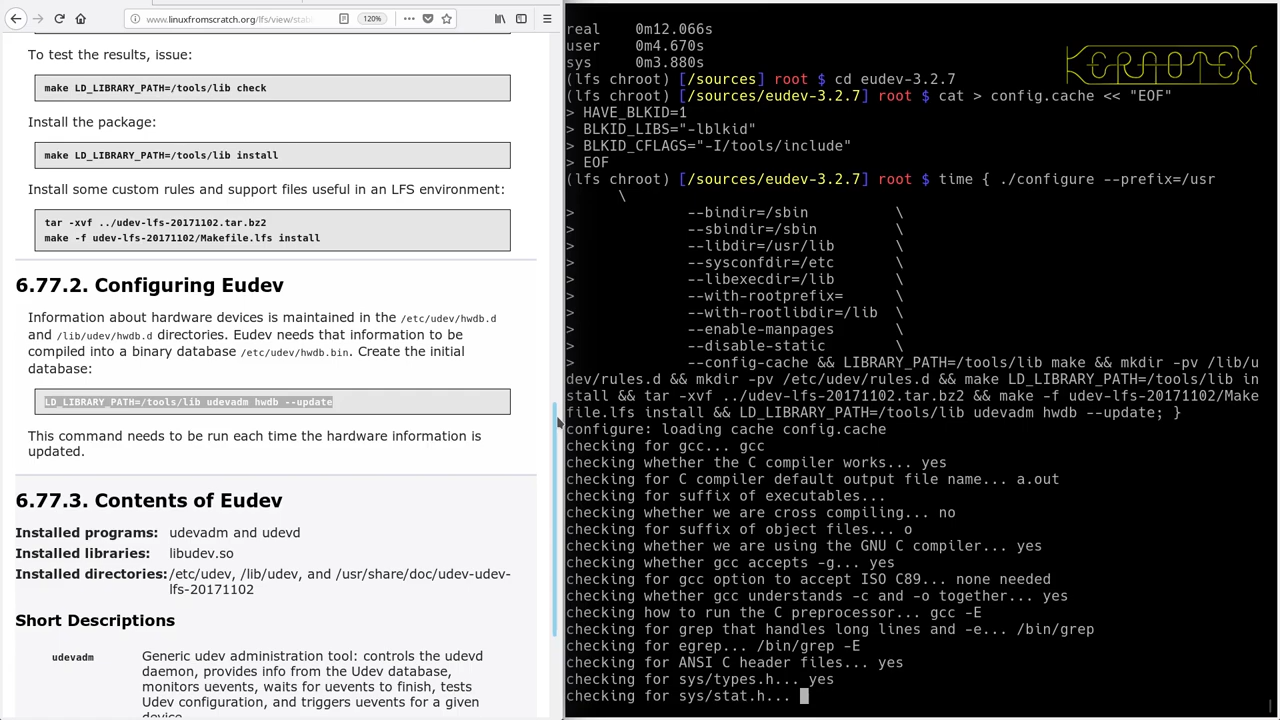 www.linuxfromscratch.org/lfs/view/stab
120%
To test the results, issue:
make LD_LIBRARY_PATH=/tools/lib check
Install the package:
make LD_LIBRARY_PATH=/tools/lib install
Install some custom rules and support files useful in an LFS environment:
tar -xvf ../udev-lfs-20171102.tar.bz2
make -f udev-lfs-20171102/Makefile.lfs install
6.77.2. Configuring Eudev
Information about hardware devices is maintained in the /etc/udev/hwdb.d
and /lib/udev/hwdb.d directories. Eudev needs that information to be
compiled into a binary database /etc/udev/hwdb.bin. Create the initial
database:
LD_LIBRARY_PATH=/tools/lib udevadm hwdb --update
This command needs to be run each time the hardware information is
updated.
6.77.3. Contents of Eudev
Installed programs: udevadm and udevd
Installed libraries: libudev.so
Installed directories: /etc/udev, /lib/udev, and /usr/share/doc/udev-udev-
lfs-20171102
Short Descriptions
udevadm Generic udev administration tool: controls the udevd
daemon, provides info from the Udev database,
monitors uevents, waits for uevents to finish, tests
Udev configuration, and triggers uevents for a given
device.
real 0m12.066s
user 0m4.670s
sys 0m3.880s
(lfs chroot) [/sources] root $ cd eudev-3.2.7
(lfs chroot) [/sources/eudev-3.2.7] root $ cat > config.cache << "EOF"
> HAVE_BLKID=1
> BLKID_LIBS="-lblkid"
> BLKID_CFLAGS="-I/tools/include"
> EOF
(lfs chroot) [/sources/eudev-3.2.7] root $ time { ./configure --prefix=/usr
\
> --bindir=/sbin \
> --sbindir=/sbin \
> --libdir=/usr/lib \
> --sysconfdir=/etc \
> --libexecdir=/lib \
> --with-rootprefix= \
> --with-rootlibdir=/lib \
> --enable-manpages \
> --disable-static \
> --config-cache && LIBRARY_PATH=/tools/lib make && mkdir -pv /lib/u
dev/rules.d && mkdir -pv /etc/udev/rules.d && make LD_LIBRARY_PATH=/tools/lib in
stall && tar -xvf ../udev-lfs-20171102.tar.bz2 && make -f udev-lfs-20171102/Make
file.lfs install && LD_LIBRARY_PATH=/tools/lib udevadm hwdb --update; }
configure: loading cache config.cache
checking for gcc... gcc
checking whether the C compiler works... yes
checking for C compiler default output file name... a.out
checking for suffix of executables...
checking whether we are cross compiling... no
checking for suffix of object files... o
checking whether we are using the GNU C compiler... yes
checking whether gcc accepts -g... yes
checking for gcc option to accept ISO C89... none needed
checking whether gcc understands -c and -o together... yes
checking how to run the C preprocessor... gcc -E
checking for grep that handles long lines and -e... /bin/grep
checking for egrep... /bin/grep -E
checking for ANSI C header files... yes
checking for sys/types.h... yes
checking for sys/stat.h...